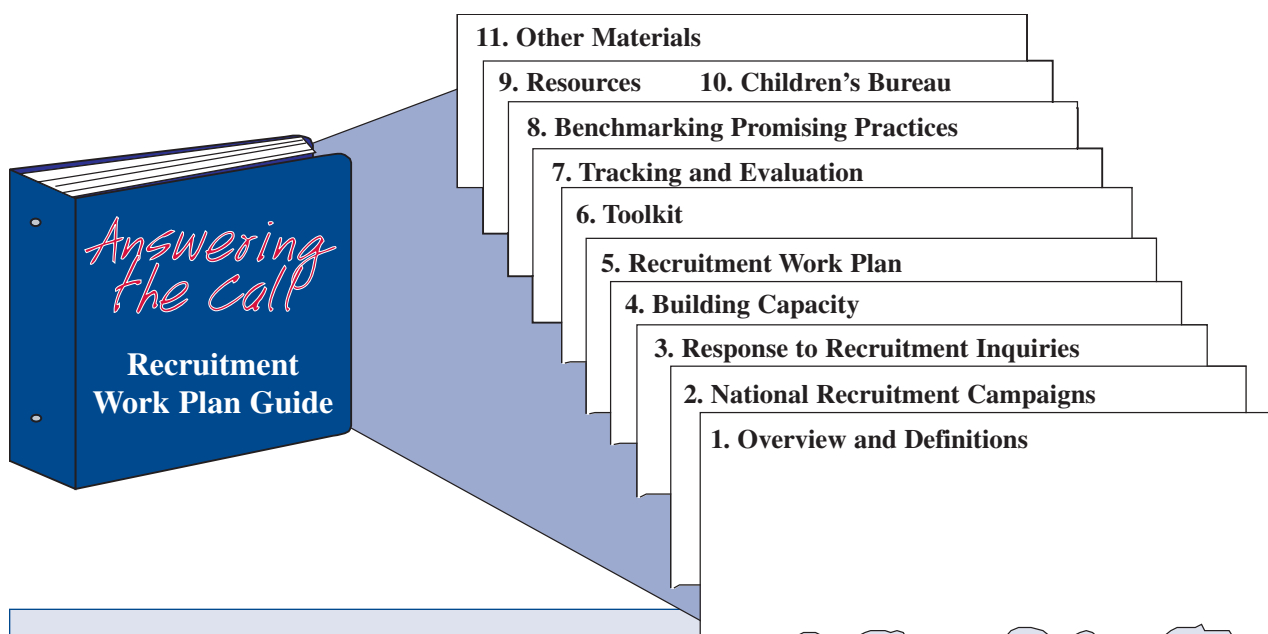 11. Other Materials
9. Resources 10. Children's Bureau
8. Benchmarking Promising Practices
7. Tracking and Evaluation
6. Toolkit
5. Recruitment Work Plan
4. Building Capacity
3. Response to Recruitment Inquiries
2. National Recruitment Campaigns
1. Overview and Definitions
Answering
the Call
Recruitment
Work Plan Guide